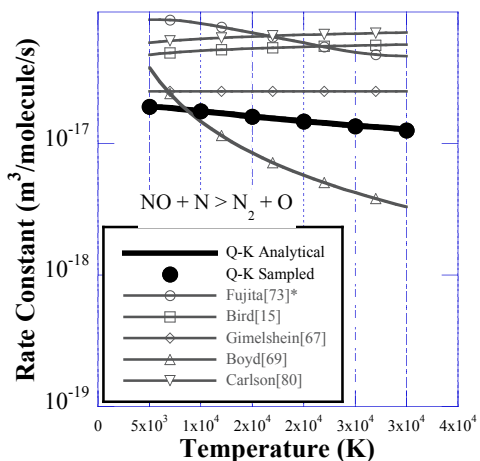 Rate Constant (m³/molecule/s)
10⁻¹⁷
10⁻¹⁸
10⁻¹⁹
NO + N > N₂ + O
Q-K Analytical
Q-K Sampled
Fujita[73]*
Bird[15]
Gimelshein[67]
Boyd[69]
Carlson[80]
0 5x10³ 1x10⁴ 2x10⁴ 2x10⁴ 3x10⁴ 3x10⁴ 4x10⁴
Temperature (K)